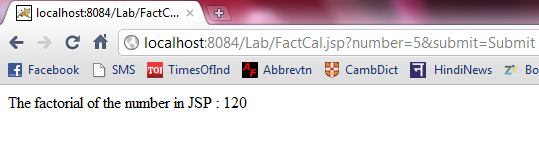 localhost:8084/Lab/FactC...
localhost:8084/Lab/FactCal.jsp?number=5&submit=Submit
Facebook SMS TOI TimesOfInd AF Abbrevtn CambDict न HindiNews Z Bo
The factorial of the number in JSP : 120